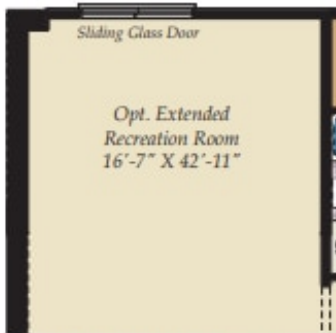 Sliding Glass Door
Opt. Extended
Recreation Room
16'-7" X 42'-11"